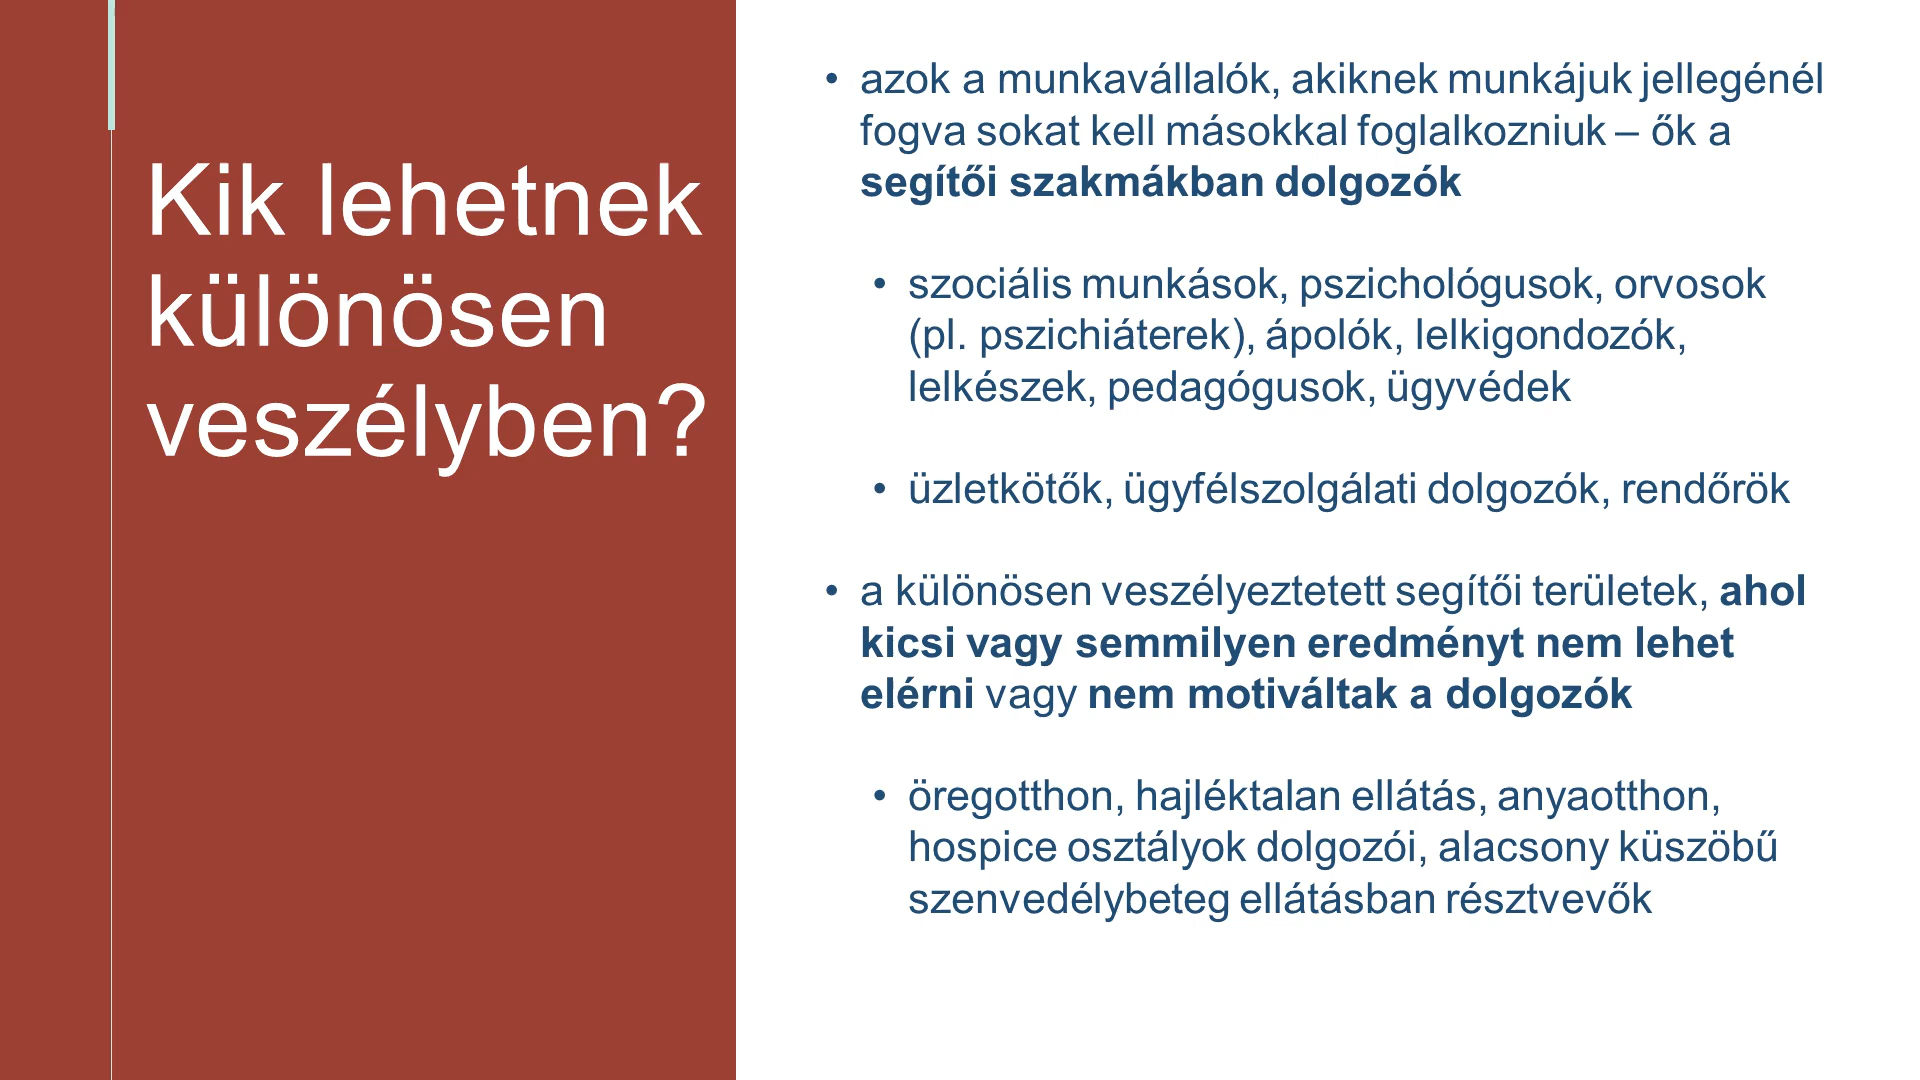 Kik lehetnek
különösen
veszélyben?
• azok a munkavállalók, akiknek munkájuk jellegénél
fogva sokat kell másokkal foglalkozniuk – ők a
segítői szakmákban dolgozók
• szociális munkások, pszichológusok, orvosok
(pl. pszichiáterek), ápolók, lelkigondozók,
lelkészek, pedagógusok, ügyvédek
• üzletkötők, ügyfélszolgálati dolgozók, rendőrök
• a különösen veszélyeztetett segítői területek, ahol
kicsi vagy semmilyen eredményt nem lehet
elérni vagy nem motiváltak a dolgozók
• öregotthon, hajléktalan ellátás, anyaotthon,
hospice osztályok dolgozói, alacsony küszöbű
szenvedélybeteg ellátásban résztvevők